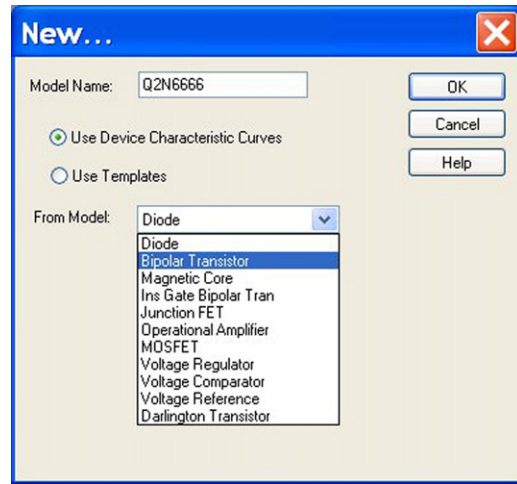 New...
Model Name: Q2N6666
OK
Cancel
Help
Use Device Characteristic Curves
Use Templates
From Model: Diode
Diode
Bipolar Transistor
Magnetic Core
Ins Gate Bipolar Tran
Junction FET
Operational Amplifier
MOSFET
Voltage Regulator
Voltage Comparator
Voltage Reference
Darlington Transistor